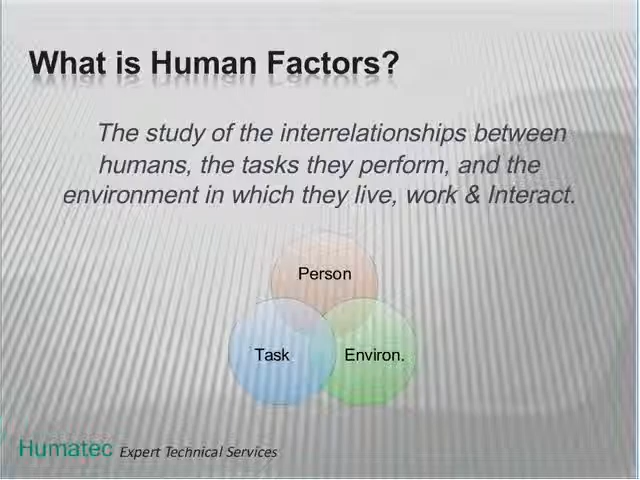 What is Human Factors?
The study of the interrelationships between
humans, the tasks they perform, and the
environment in which they live, work & Interact.
Person
Task
Environ.
Humatec Expert Technical Services